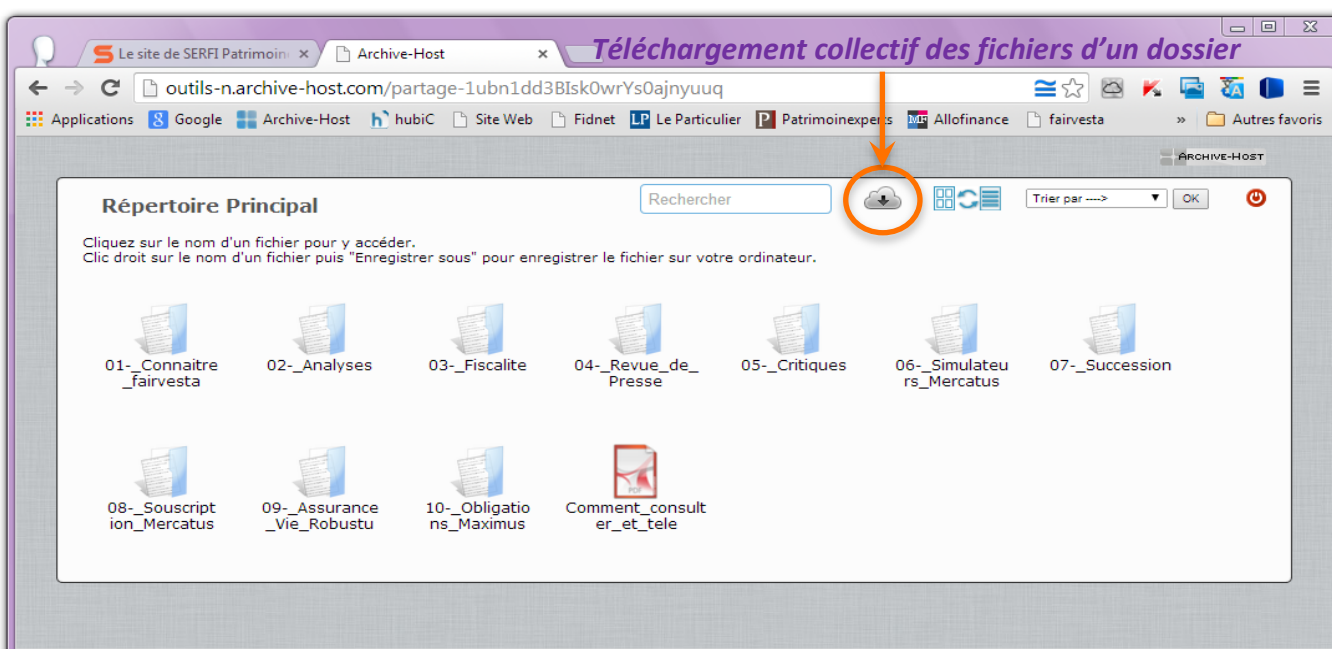 Téléchargement collectif des fichiers d'un dossier
Le site de SERFI Patrimoin
Archive-Host
outils-n.archive-host.com/partage-1ubn1dd3BIsk0wrYs0ajnyuuq
Applications Google Archive-Host hubiC Site Web Fidnet LP Le Particulier Patrimoinexperts Allofinance fairvesta » Autres favoris
ARCHIVE-HOST
Répertoire Principal
Rechercher
Trier par ----> OK
Cliquez sur le nom d'un fichier pour y accéder.
Clic droit sur le nom d'un fichier puis "Enregistrer sous" pour enregistrer le fichier sur votre ordinateur.
01-_Connaitre
_fairvesta
02-_Analyses
03-_Fiscalite
04-_Revue_de_
Presse
05-_Critiques
06-_Simulateu
rs_Mercatus
07-_Succession
08-_Souscript
ion_Mercatus
09-_Assurance
_Vie_Robustu
10-_Obligatio
ns_Maximus
PDF
Comment_consult
er_et_tele